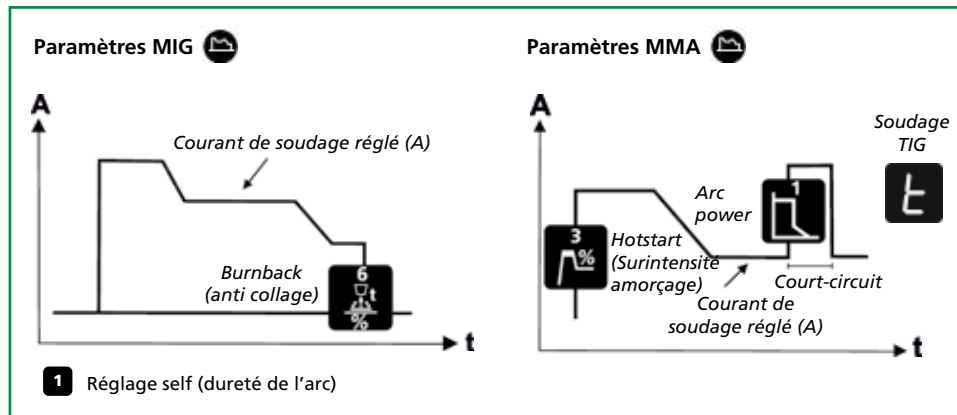 Paramètres MIG
A
Courant de soudage réglé (A)
Burnback
(anti collage)
6
t
%
t
1 Réglage self (dureté de l'arc)
Paramètres MMA
A
Soudage
TIG
t
Arc
power
1
3
%
Hotstart
(Surintensité
amorçage)
Court-circuit
Courant de
soudage réglé (A)
t